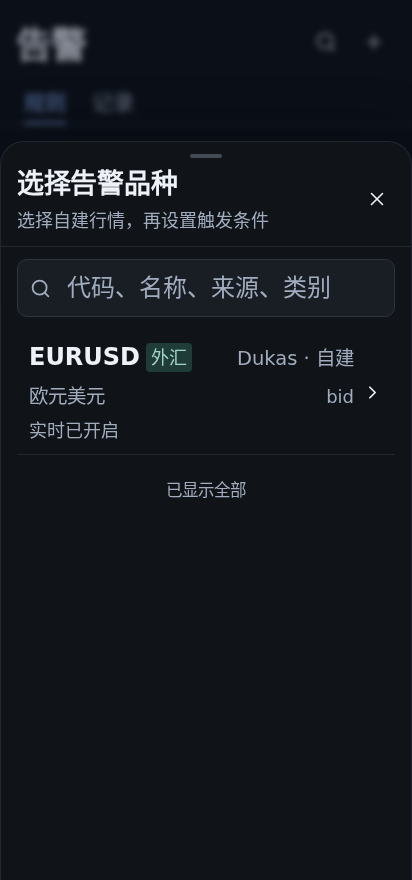 告警
规则 记录
选择告警品种
选择自建行情，再设置触发条件
代码、名称、来源、类别
EURUSD 外汇 Dukas · 自建
欧元美元 bid
实时已开启
已显示全部